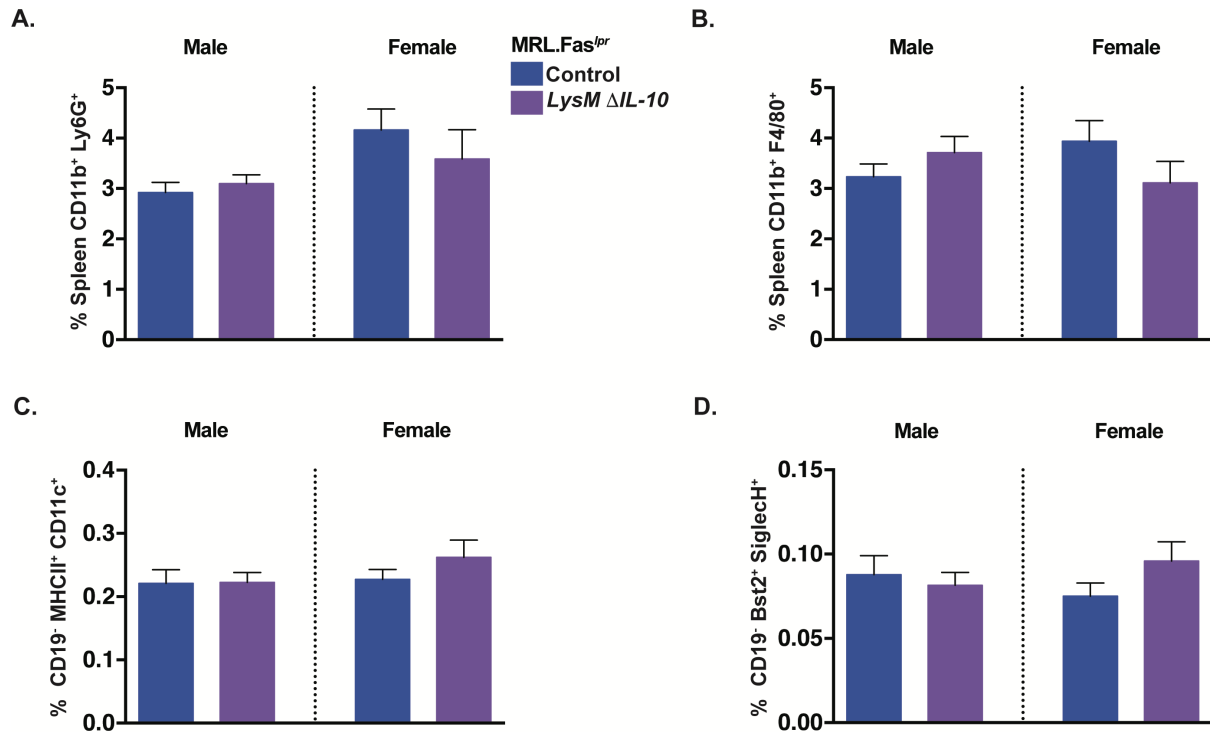 A.
Male
Female
MRL.Fas^lpr
Control
LysM ΔIL-10
% Spleen CD11b⁺ Ly6G⁺
5
4
3
2
1
0
B.
Male
Female
% Spleen CD11b⁺ F4/80⁺
5
4
3
2
1
0
C.
Male
Female
% CD19⁻ MHCII⁺ CD11c⁺
0.4
0.3
0.2
0.1
0.0
D.
Male
Female
% CD19⁻ Bst2⁺ SiglecH⁺
0.15
0.10
0.05
0.00